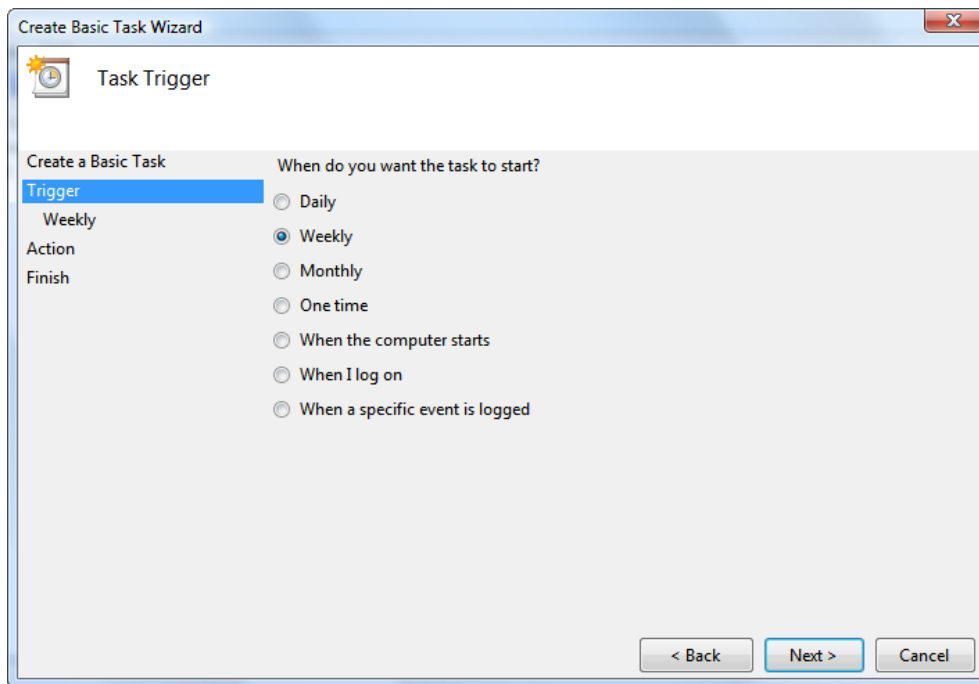 Create Basic Task Wizard
Task Trigger
Create a Basic Task
Trigger
Weekly
Action
Finish
When do you want the task to start?
Daily
Weekly
Monthly
One time
When the computer starts
When I log on
When a specific event is logged
< Back
Next >
Cancel